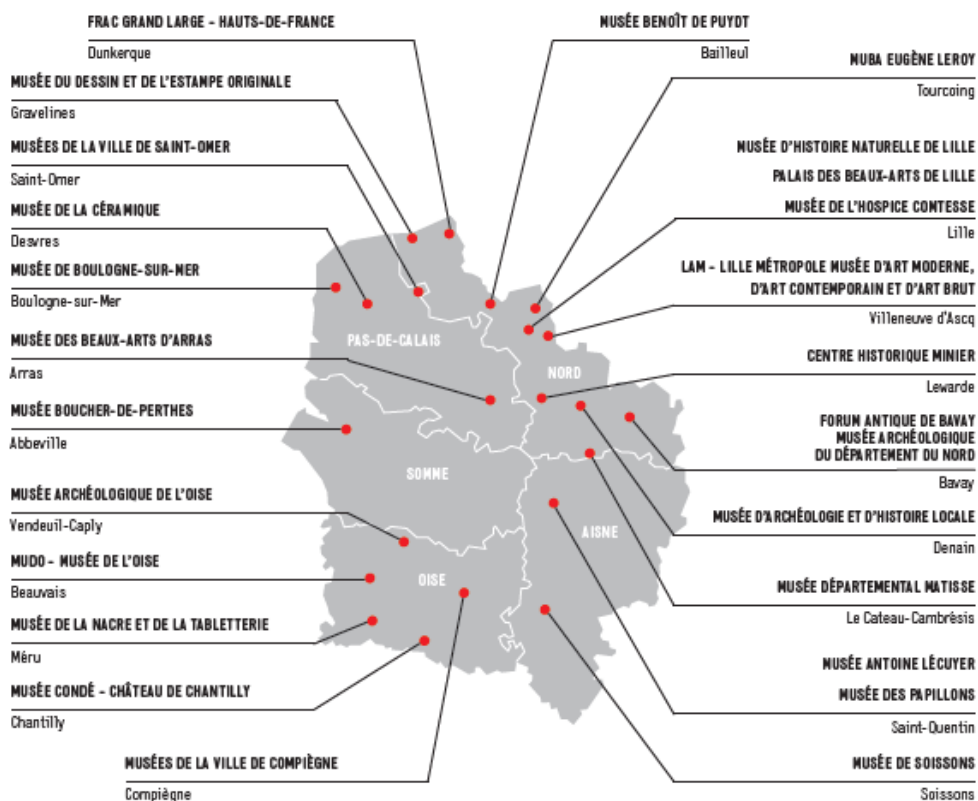 FRAC GRAND LARGE - HAUTS-DE-FRANCE
Dunkerque
MUSÉE DU DESSIN ET DE L'ESTAMPE ORIGINALE
Gravelines
MUSÉES DE LA VILLE DE SAINT-OMER
Saint-Omer
MUSÉE DE LA CÉRAMIQUE
Desvres
MUSÉE DE BOULOGNE-SUR-MER
Boulogne-sur-Mer
MUSÉE DES BEAUX-ARTS D'ARRAS
Arras
MUSÉE BOUCHER-DE-PERTHES
Abbeville
MUSÉE ARCHÉOLOGIQUE DE L'OISE
Vendeuil-Caply
MUDO - MUSÉE DE L'OISE
Beauvais
MUSÉE DE LA NACRE ET DE LA TABLETTERIE
Méru
MUSÉE CONDÉ - CHÂTEAU DE CHANTILLY
Chantilly
MUSÉES DE LA VILLE DE COMPIÈGNE
Compiègne
PAS-DE-CALAIS
NORD
SOMME
AISNE
OISE
MUSÉE BENOÎT DE PUYDT
Bailleul
MUBA EUGÈNE LEROY
Tourcoing
MUSÉE D'HISTOIRE NATURELLE DE LILLE
PALAIS DES BEAUX-ARTS DE LILLE
MUSÉE DE L'HOSPICE COMTESSE
Lille
LAM - LILLE MÉTROPOLE MUSÉE D'ART MODERNE,
D'ART CONTEMPORAIN ET D'ART BRUT
Villeneuve d'Ascq
CENTRE HISTORIQUE MINIER
Lewarde
FORUM ANTIQUE DE BAVAY
MUSÉE ARCHÉOLOGIQUE
DU DÉPARTEMENT DU NORD
Bavay
MUSÉE D'ARCHÉOLOGIE ET D'HISTOIRE LOCALE
Denain
MUSÉE DÉPARTEMENTAL MATISSE
Le Cateau-Cambrésis
MUSÉE ANTOINE LÉCUYER
MUSÉE DES PAPILLONS
Saint-Quentin
MUSÉE DE SOISSONS
Soissons